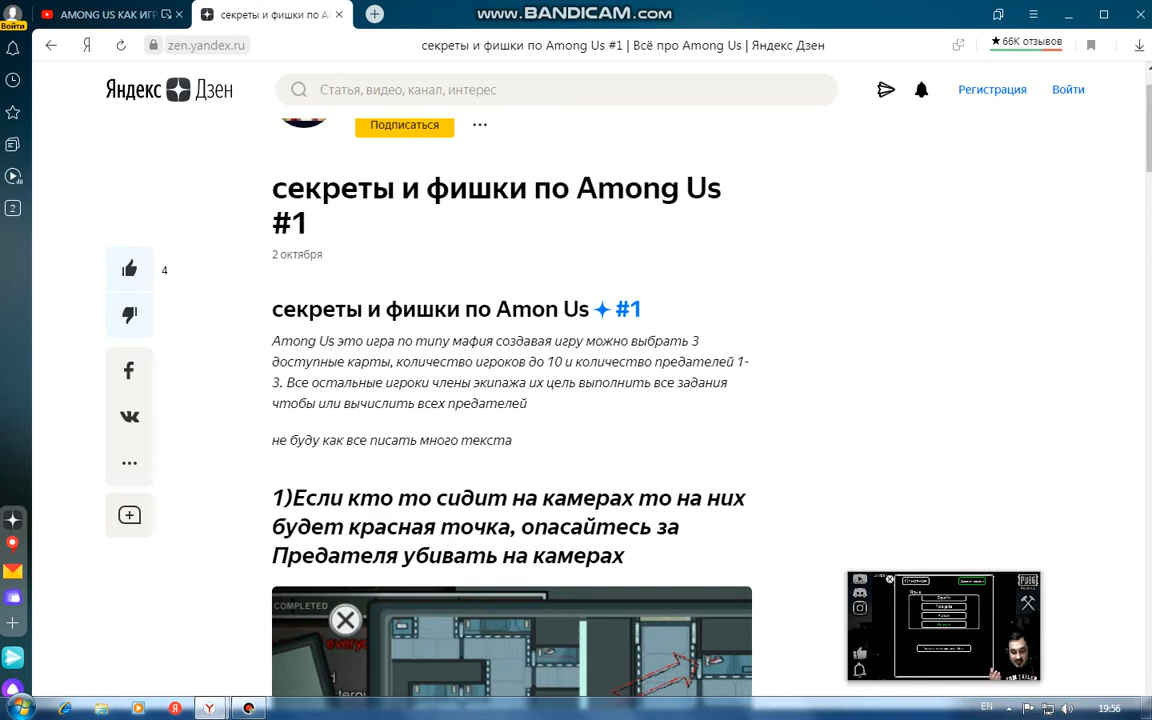 Войти
AMONG US КАК ИГР
секреты и фишки по A
WWW.BANDICAM.COM
zen.yandex.ru
секреты и фишки по Among Us #1 | Всё про Among Us | Яндекс Дзен
★66K отзывов
Яндекс Дзен
Статья, видео, канал, интерес
Регистрация
Войти
Подписаться
секреты и фишки по Among Us
#1
2 октября
4
секреты и фишки по Amon Us #1
Among Us это игра по типу мафия создавая игру можно выбрать 3
доступные карты, количество игроков до 10 и количество предателей 1-
3. Все остальные игроки члены экипажа их цель выполнить все задания
чтобы или вычислить всех предателей
не буду как все писать много текста
1)Если кто то сидит на камерах то на них
будет красная точка, опасайтесь за
Предателя убивать на камерах
COMPLETED
2
PUBG
EN
19:56